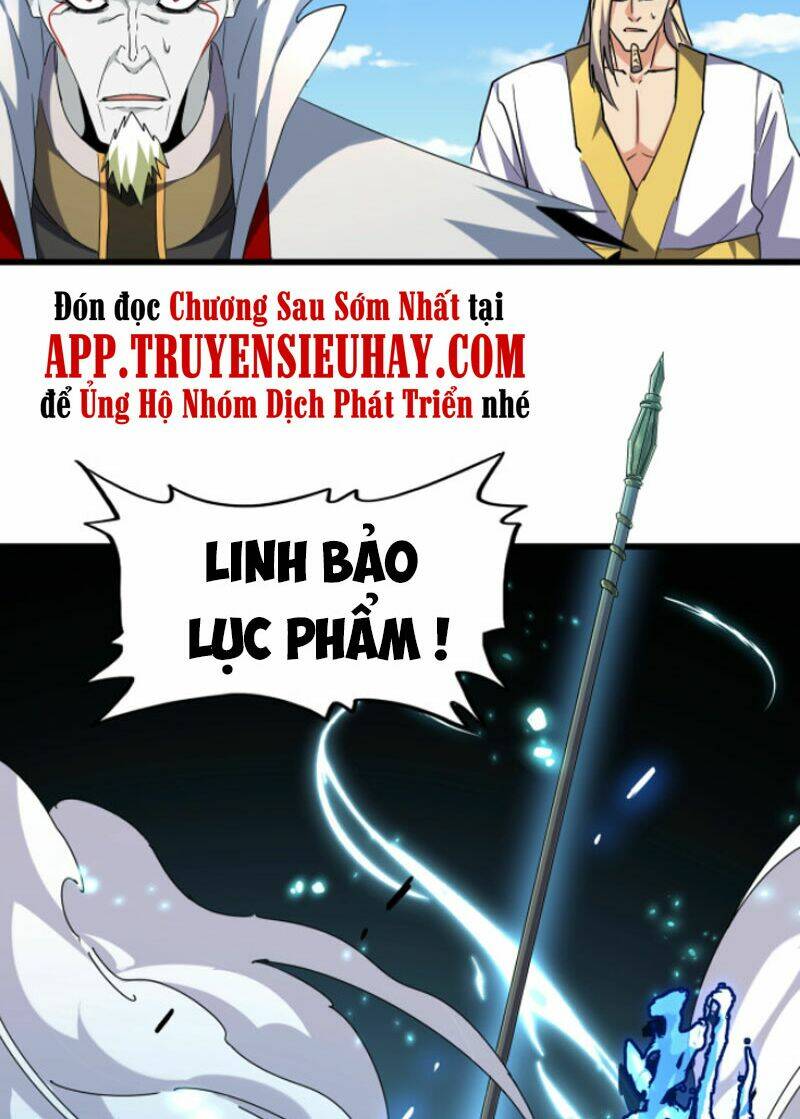 Đón đọc Chương Sau Sớm Nhất tại
APP.TRUYENSIEUHAY.COM
để Ủng Hộ Nhóm Dịch Phát Triển nhé
LINH BẢO
LỤC PHẨM !